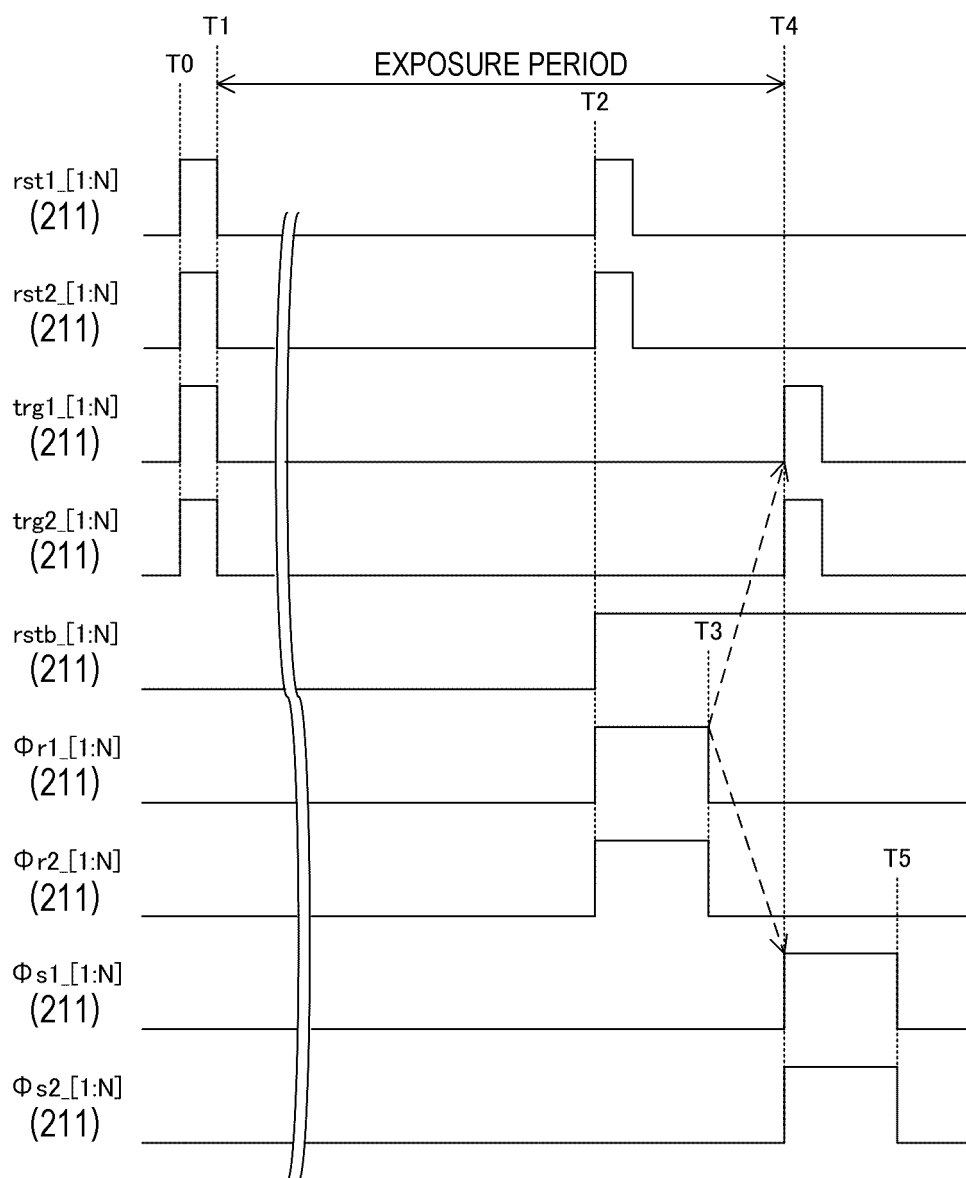 T1
T4
T0
EXPOSURE PERIOD
T2
rst1_[1:N]
(211)
rst2_[1:N]
(211)
trg1_[1:N]
(211)
trg2_[1:N]
(211)
rstb_[1:N]
(211)
T3
Φr1_[1:N]
(211)
Φr2_[1:N]
(211)
T5
Φs1_[1:N]
(211)
Φs2_[1:N]
(211)